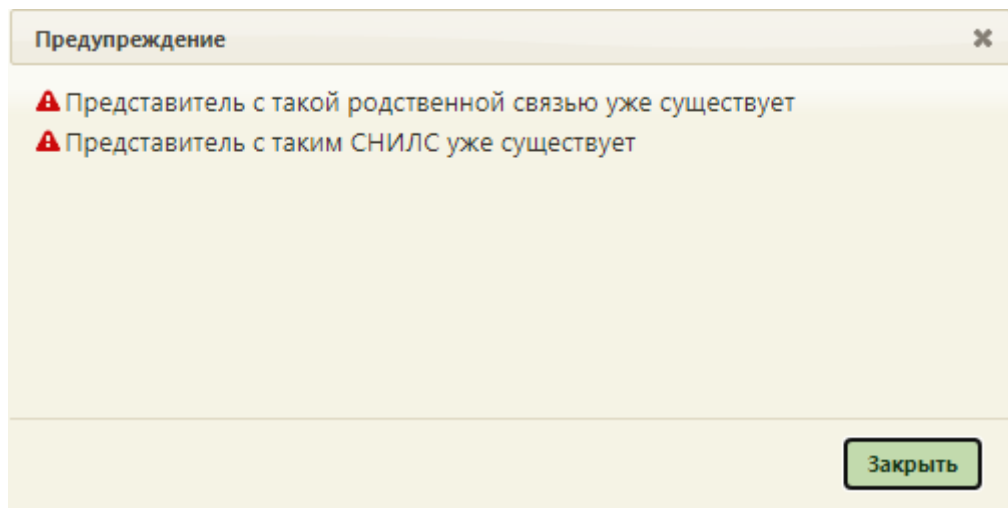 Предупреждение
Представитель с такой родственной связью уже существует
Представитель с таким СНИЛС уже существует
Закрыть